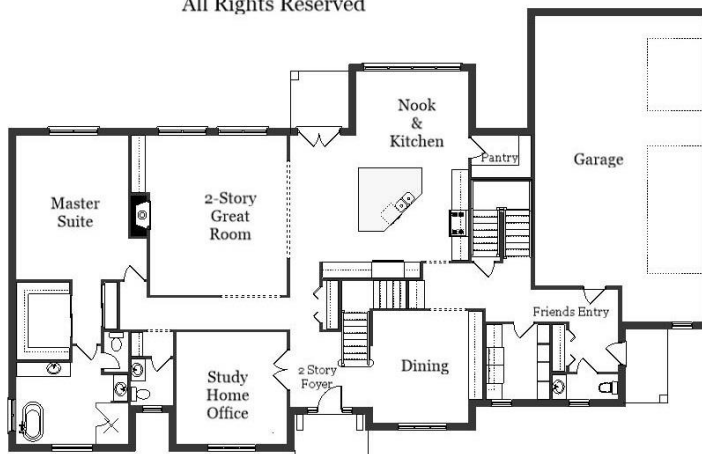 All Rights Reserved
Nook
&
Kitchen
Pantry
Garage
Master
Suite
2-Story
Great
Room
Friends Entry
Study
Home
Office
2 Story
Foyer
Dining